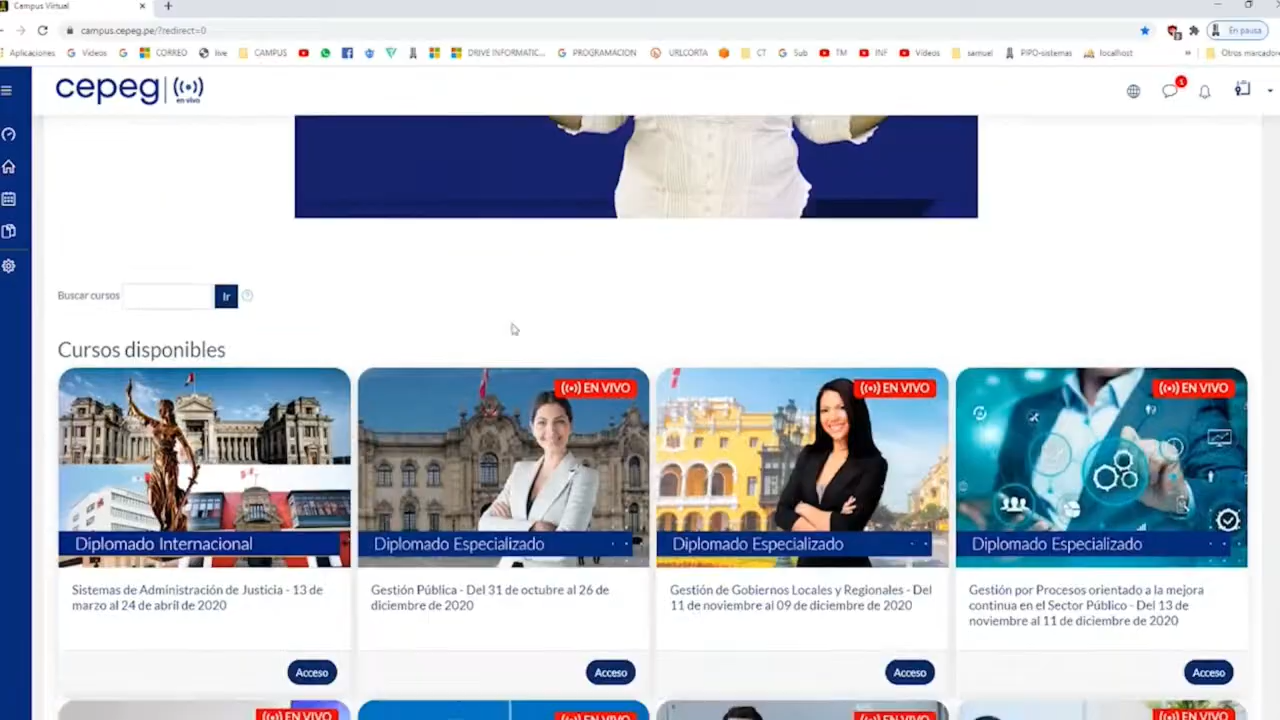 Campus Virtual
campus.cepeg.pe/?redirect=0
En pausa
Aplicaciones
Videos
CORREO
live
CAMPUS
DRIVE INFORMATIC...
PROGRAMACION
URLCORTA
CT
Sub
TM
INF
Videos
samuel
PIPO-sistemas
localhost
»
Otros marcador
cepeg
en vivo
1
Buscar cursos
Ir
Cursos disponibles
EN VIVO
EN VIVO
EN VIVO
Diplomado Internacional
Diplomado Especializado
Diplomado Especializado
Diplomado Especializado
Sistemas de Administración de Justicia - 13 de
marzo al 24 de abril de 2020
Gestión Pública - Del 31 de octubre al 26 de
diciembre de 2020
Gestión de Gobiernos Locales y Regionales - Del
11 de noviembre al 09 de diciembre de 2020
Gestión por Procesos orientado a la mejora
continua en el Sector Público - Del 13 de
noviembre al 11 de diciembre de 2020
Acceso
Acceso
Acceso
Acceso
EN VIVO
EN VIVO
EN VIVO
EN VIVO